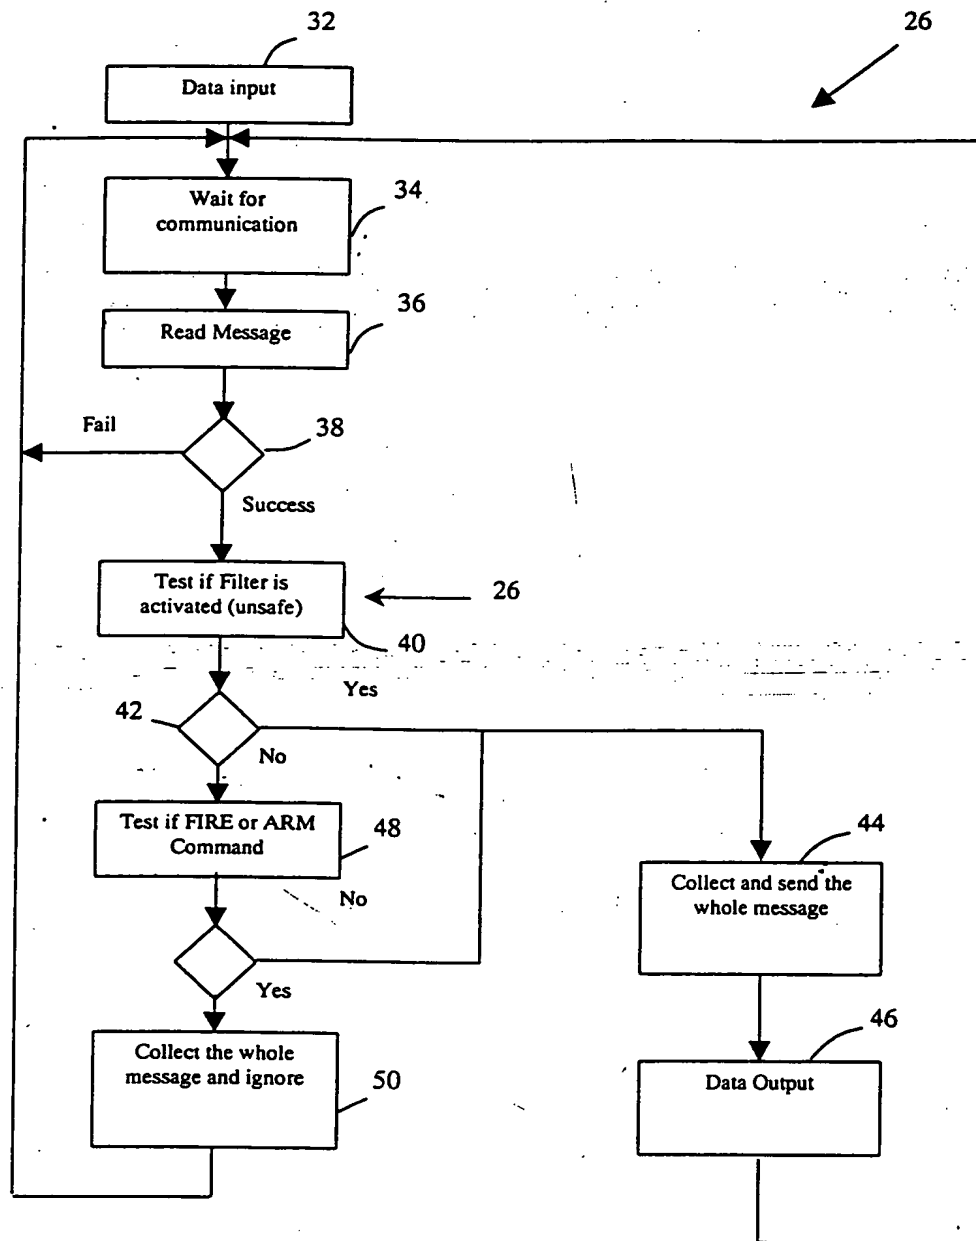 32
26
Data input
Wait for
communication
34
Read Message
36
Fail
38
Success
Test if Filter is
activated (unsafe)
26
40
Yes
42
No
Test if FIRE or ARM
Command
48
44
Collect and send the
whole message
No
Yes
Collect the whole
message and ignore
50
46
Data Output